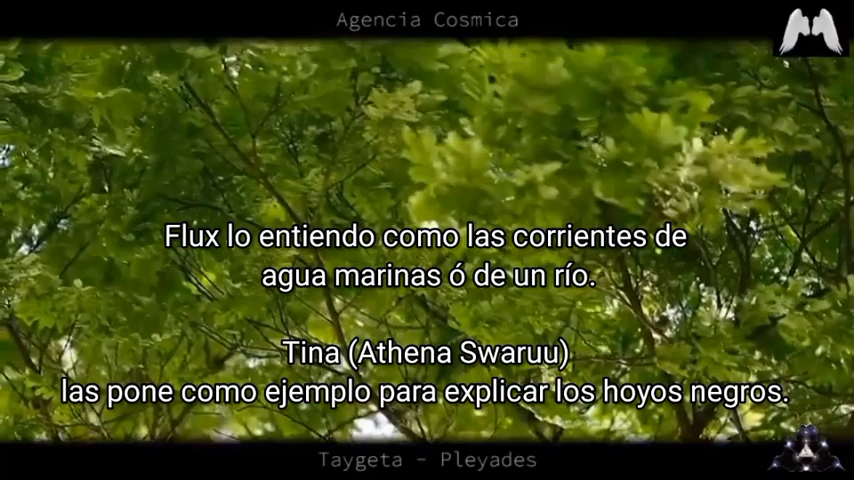 Agencia Cosmica
Flux lo entiendo como las corrientes de
agua marinas ó de un río.
Tina (Athena Swaruu)
las pone como ejemplo para explicar los hoyos negros.
Taygeta - Pleyades